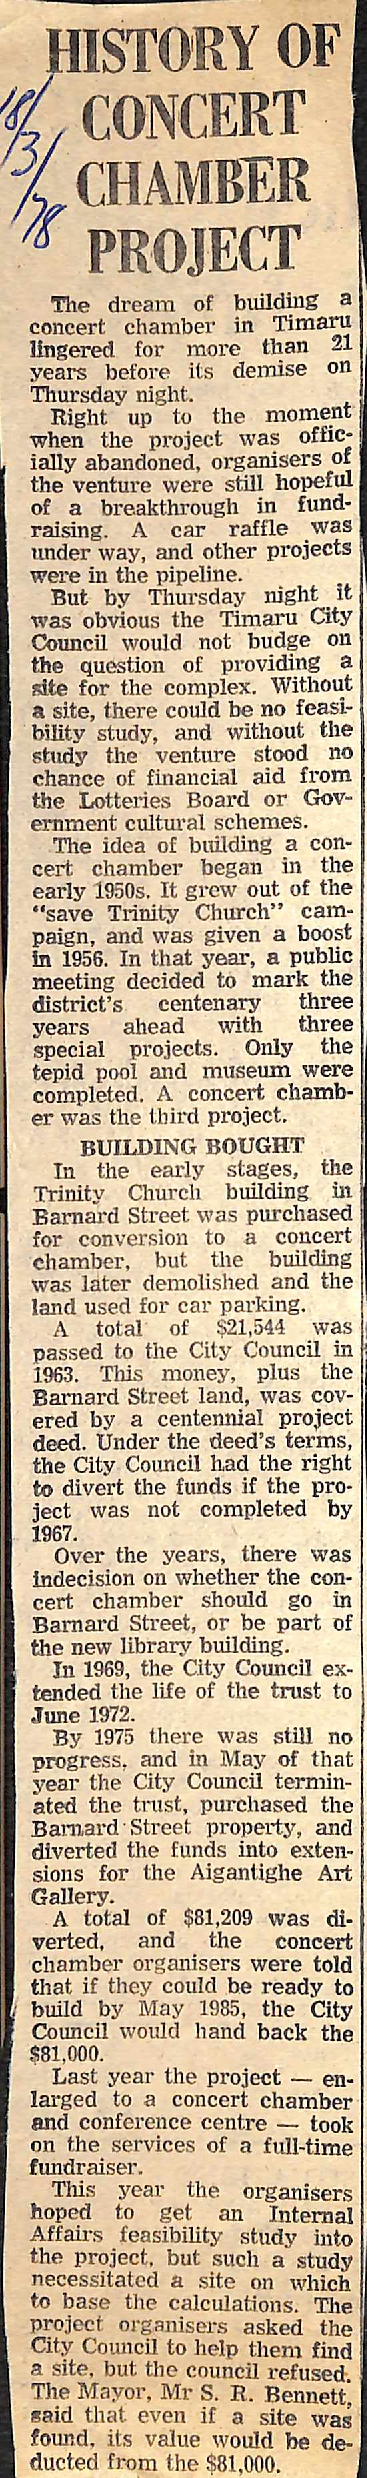 HISTORY OF
CONCERT
CHAMBER
PROJECT
18/3/78
The dream of building a
concert chamber in Timaru
lingered for more than 21
years before its demise on
Thursday night.
Right up to the moment
when the project was offic-
ially abandoned, organisers of
the venture were still hopeful
of a breakthrough in fund-
raising. A car raffle was
under way, and other projects
were in the pipeline.
But by Thursday night it
was obvious the Timaru City
Council would not budge on
the question of providing a
site for the complex. Without
a site, there could be no feasi-
bility study, and without the
study the venture stood no
chance of financial aid from
the Lotteries Board or Gov-
ernment cultural schemes.
The idea of building a con-
cert chamber began in the
early 1950s. It grew out of the
“save Trinity Church” cam-
paign, and was given a boost
in 1956. In that year, a public
meeting decided to mark the
district's centenary three
years ahead with three
special projects. Only the
tepid pool and museum were
completed. A concert chamb-
er was the third project.
BUILDING BOUGHT
In the early stages, the
Trinity Church building in
Barnard Street was purchased
for conversion to a concert
chamber, but the building
was later demolished and the
land used for car parking.
A total of $21,544 was
passed to the City Council in
1963. This money, plus the
Barnard Street land, was cov-
ered by a centennial project
deed. Under the deed's terms,
the City Council had the right
to divert the funds if the pro-
ject was not completed by
1967.
Over the years, there was
indecision on whether the con-
cert chamber should go in
Barnard Street, or be part of
the new library building.
In 1969, the City Council ex-
tended the life of the trust to
June 1972.
By 1975 there was still no
progress, and in May of that
year the City Council termin-
ated the trust, purchased the
Barnard Street property, and
diverted the funds into exten-
sions for the Aigantighe Art
Gallery.
A total of $81,209 was di-
verted, and the concert
chamber organisers were told
that if they could be ready to
build by May 1985, the City
Council would hand back the
$81,000.
Last year the project — en-
larged to a concert chamber
and conference centre — took
on the services of a full-time
fundraiser.
This year the organisers
hoped to get an Internal
Affairs feasibility study into
the project, but such a study
necessitated a site on which
to base the calculations. The
project organisers asked the
City Council to help them find
a site, but the council refused.
The Mayor, Mr S. R. Bennett,
said that even if a site was
found, its value would be de-
ducted from the $81,000.